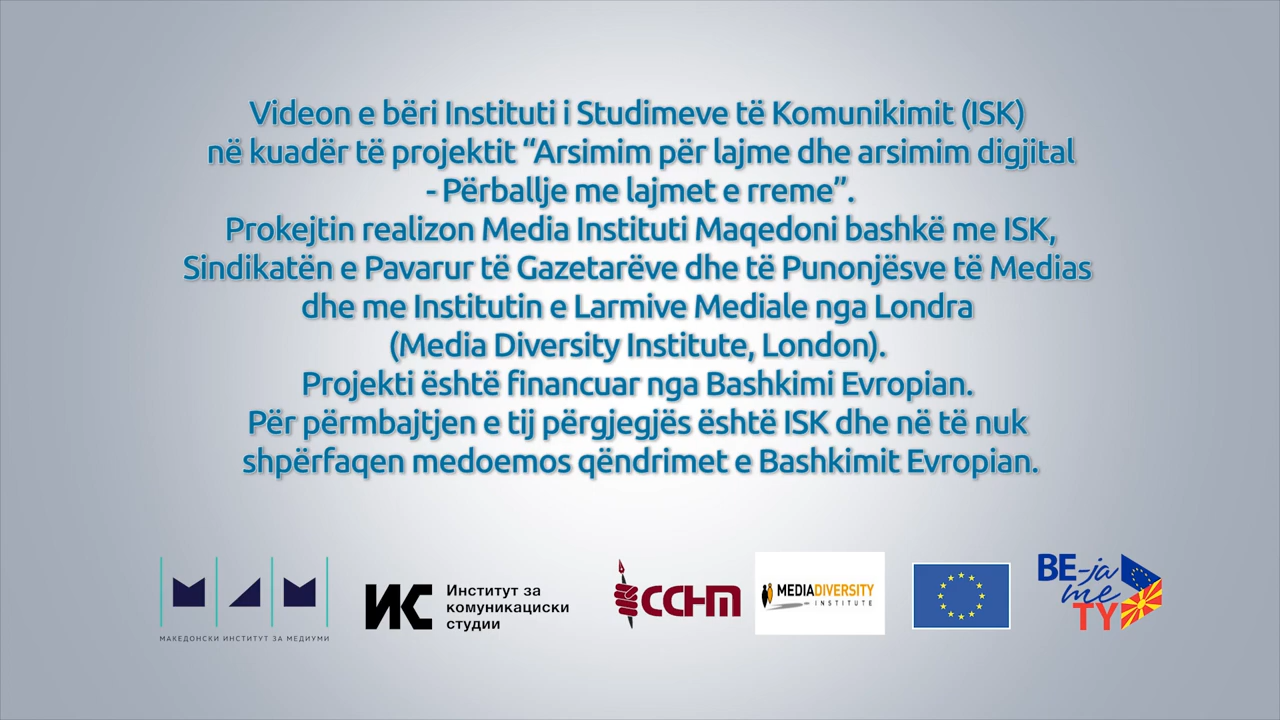 Videon e bëri Instituti i Studimeve të Komunikimit (ISK)
në kuadër të projektit “Arsimim për lajme dhe arsimim digjital
- Përballje me lajmet e rreme”.
Prokejtin realizon Media Instituti Maqedoni bashkë me ISK,
Sindikatën e Pavarur të Gazetarëve dhe të Punonjësve të Medias
dhe me Institutin e Larmive Mediale nga Londra
(Media Diversity Institute, London).
Projekti është financuar nga Bashkimi Evropian.
Për përmbajtjen e tij përgjegjës është ISK dhe në të nuk
shpërfaqen medoemos qëndrimet e Bashkimit Evropian.
МИМ
МАКЕДОНСКИ ИНСТИТУТ ЗА МЕДИУМИ
ИКС
Институт за
комуникациски
студии
ССНМ
MEDIADIVERSITY
INSTITUTE
BE-ja
me
TY